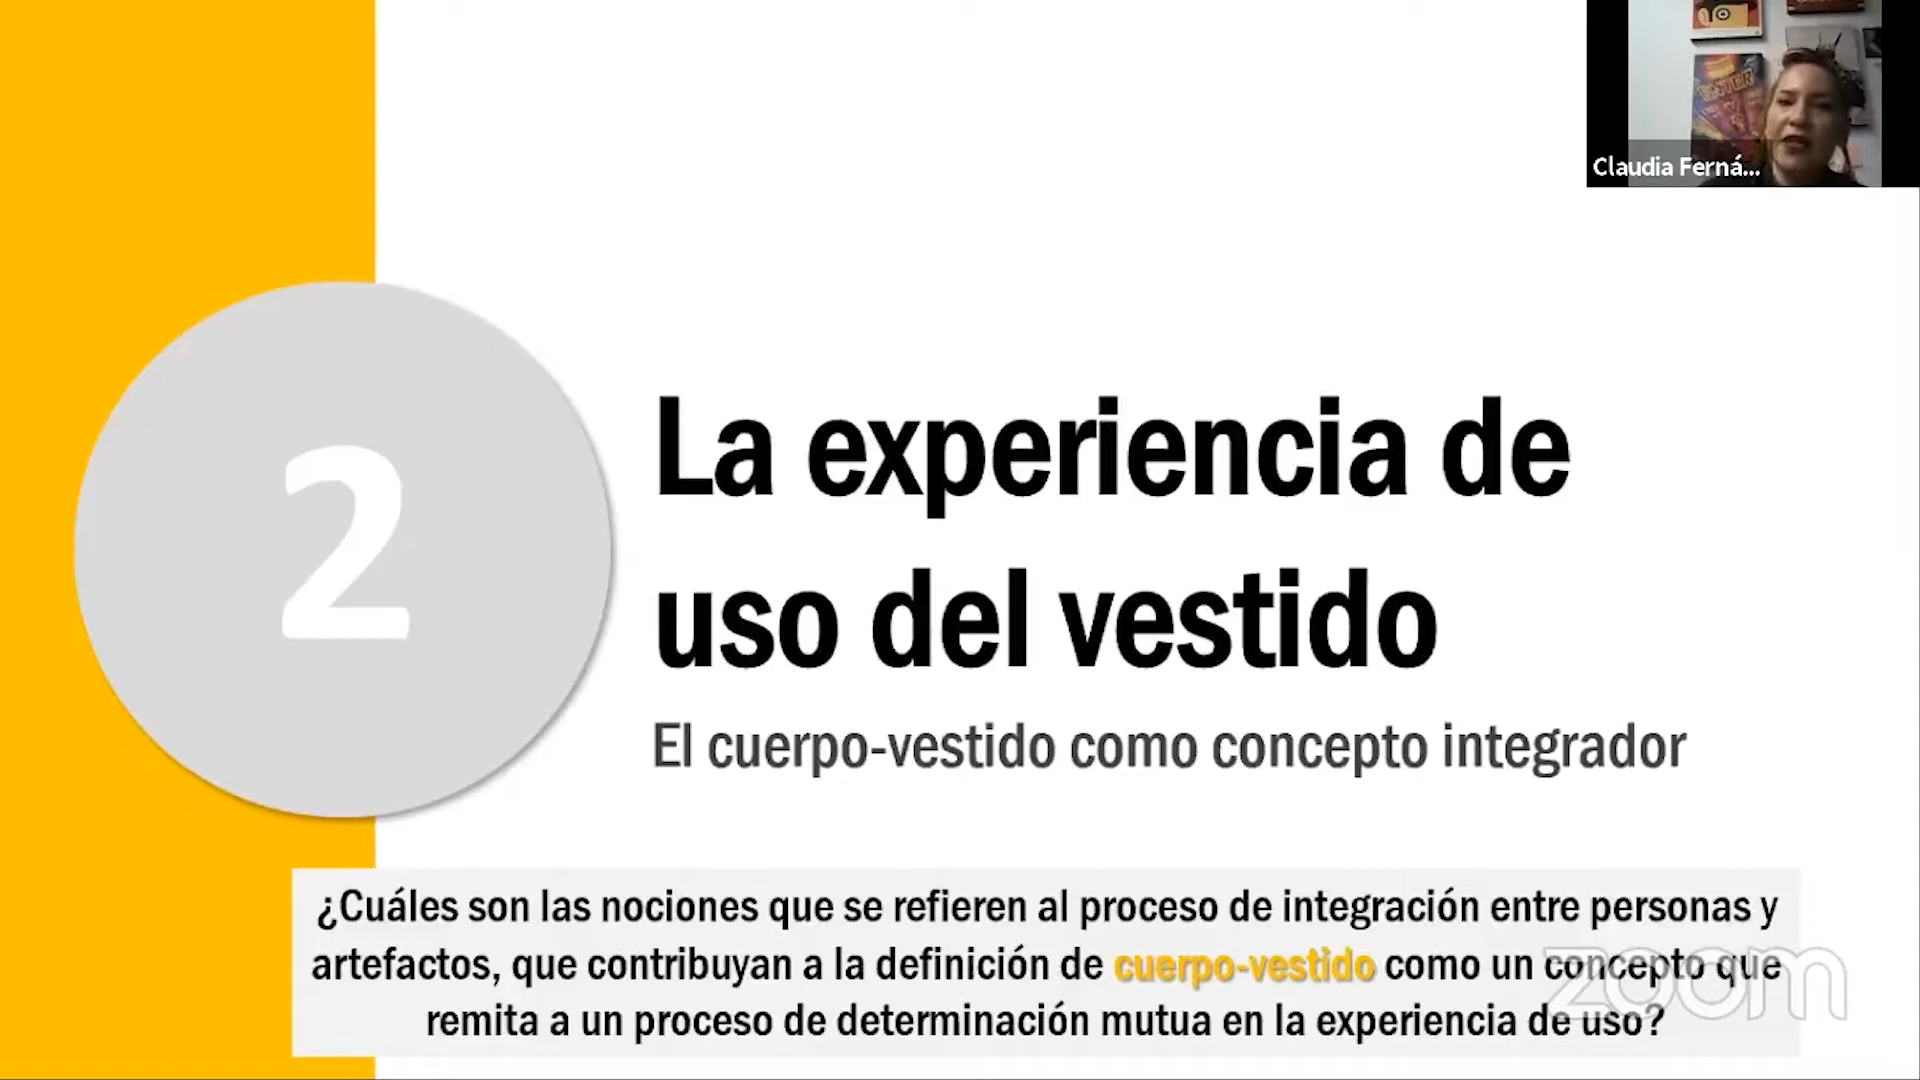 Claudia Ferná...
2
La experiencia de
uso del vestido
El cuerpo-vestido como concepto integrador
¿Cuáles son las nociones que se refieren al proceso de integración entre personas y
artefactos, que contribuyan a la definición de cuerpo-vestido como un concepto que
remita a un proceso de determinación mutua en la experiencia de uso?
zoom